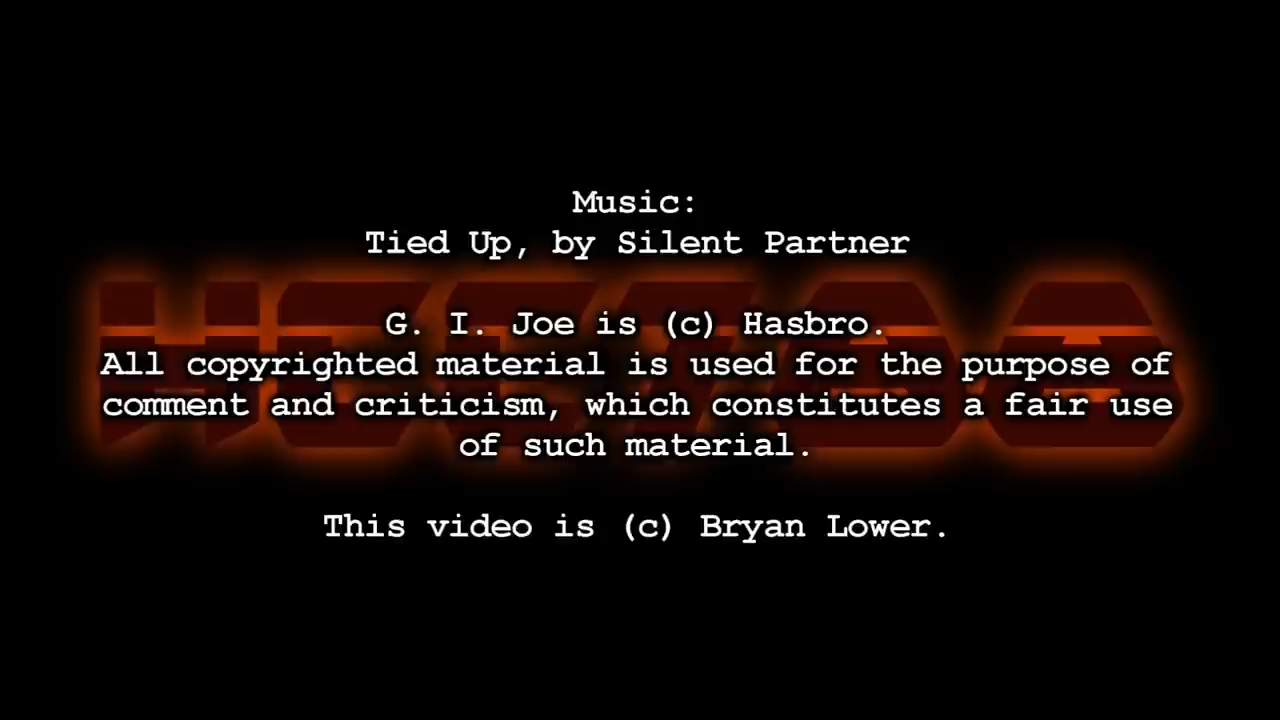 Music:
Tied Up, by Silent Partner
G. I. Joe is (c) Hasbro.
All copyrighted material is used for the purpose of
comment and criticism, which constitutes a fair use
of such material.
This video is (c) Bryan Lower.